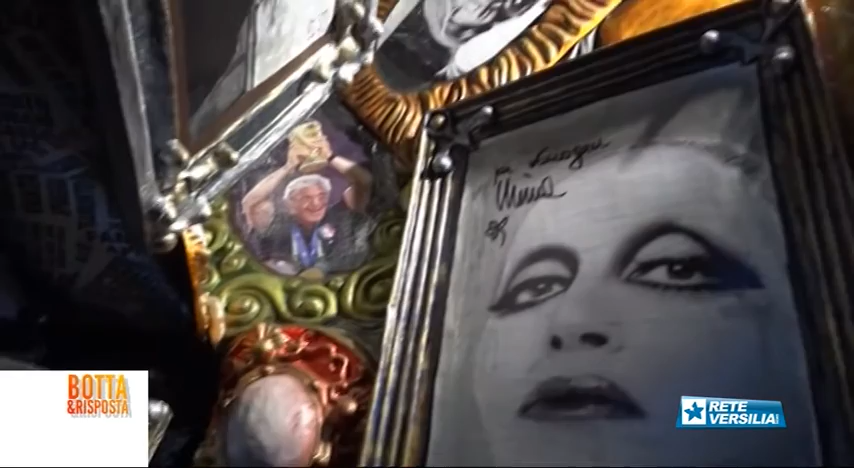 Mina
BOTTA
&RISPOSTA
RETE
VERSILIA